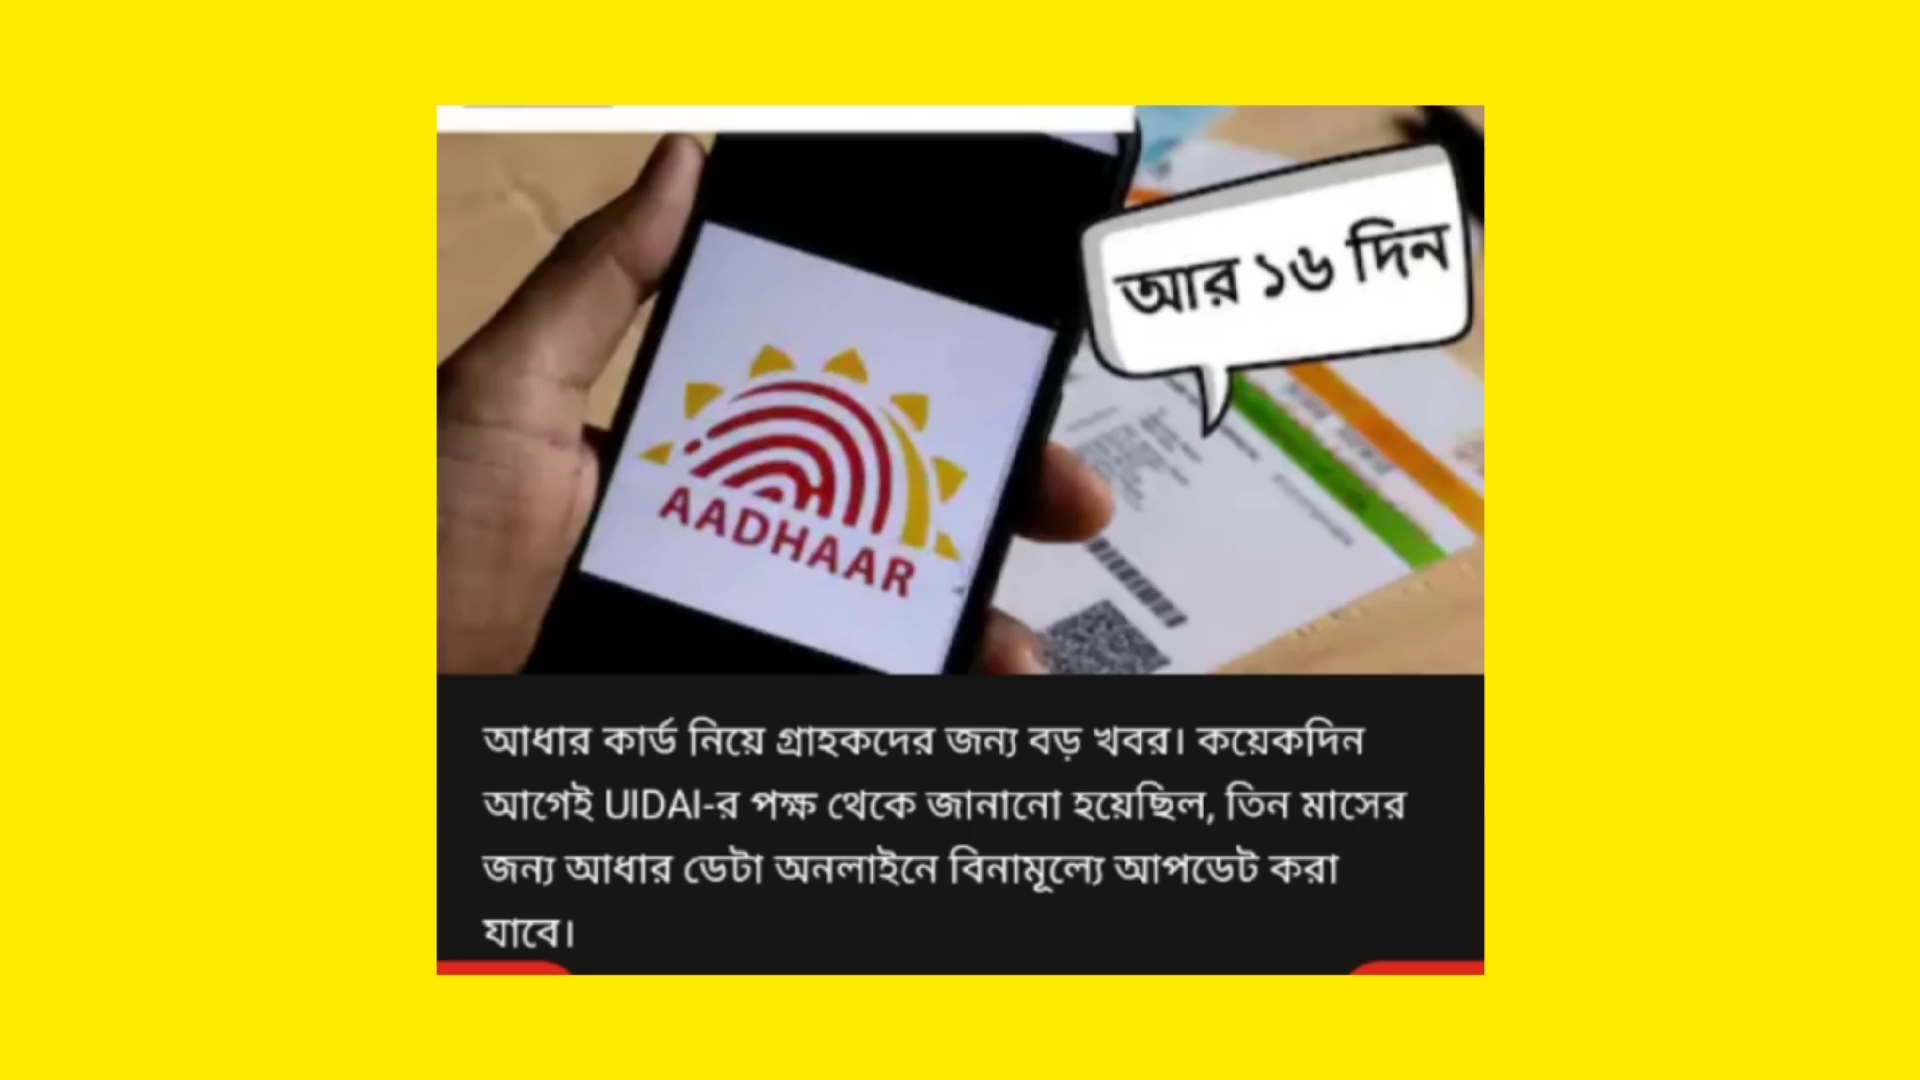 আর ১৬ দিন
AADHAAR
আধার কার্ড নিয়ে গ্রাহকদের জন্য বড় খবর। কয়েকদিন
আগেই UIDAI-র পক্ষ থেকে জানানো হয়েছিল, তিন মাসের
জন্য আধার ডেটা অনলাইনে বিনামূল্যে আপডেট করা
যাবে।